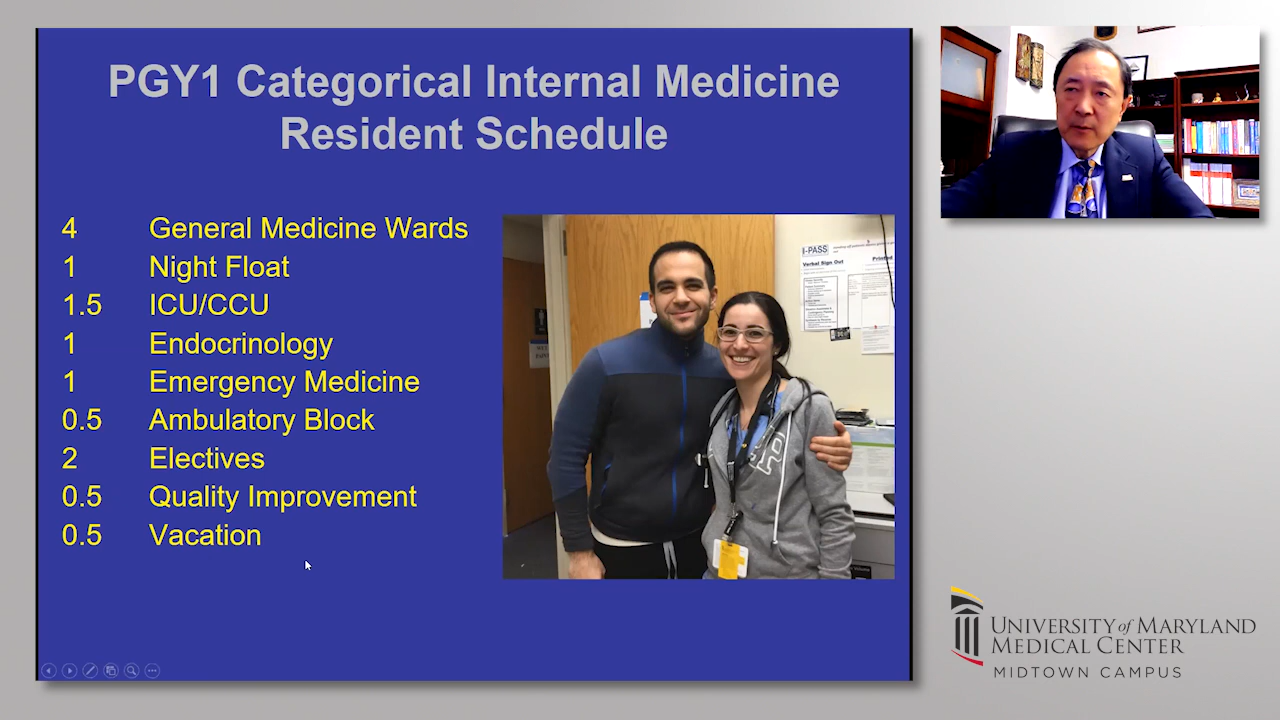 PGY1 Categorical Internal Medicine
Resident Schedule
4 General Medicine Wards
1 Night Float
1.5 ICU/CCU
1 Endocrinology
1 Emergency Medicine
0.5 Ambulatory Block
2 Electives
0.5 Quality Improvement
0.5 Vacation
I-PASS
Verbal Sign Out
Printed
UNIVERSITY of MARYLAND
MEDICAL CENTER
MIDTOWN CAMPUS